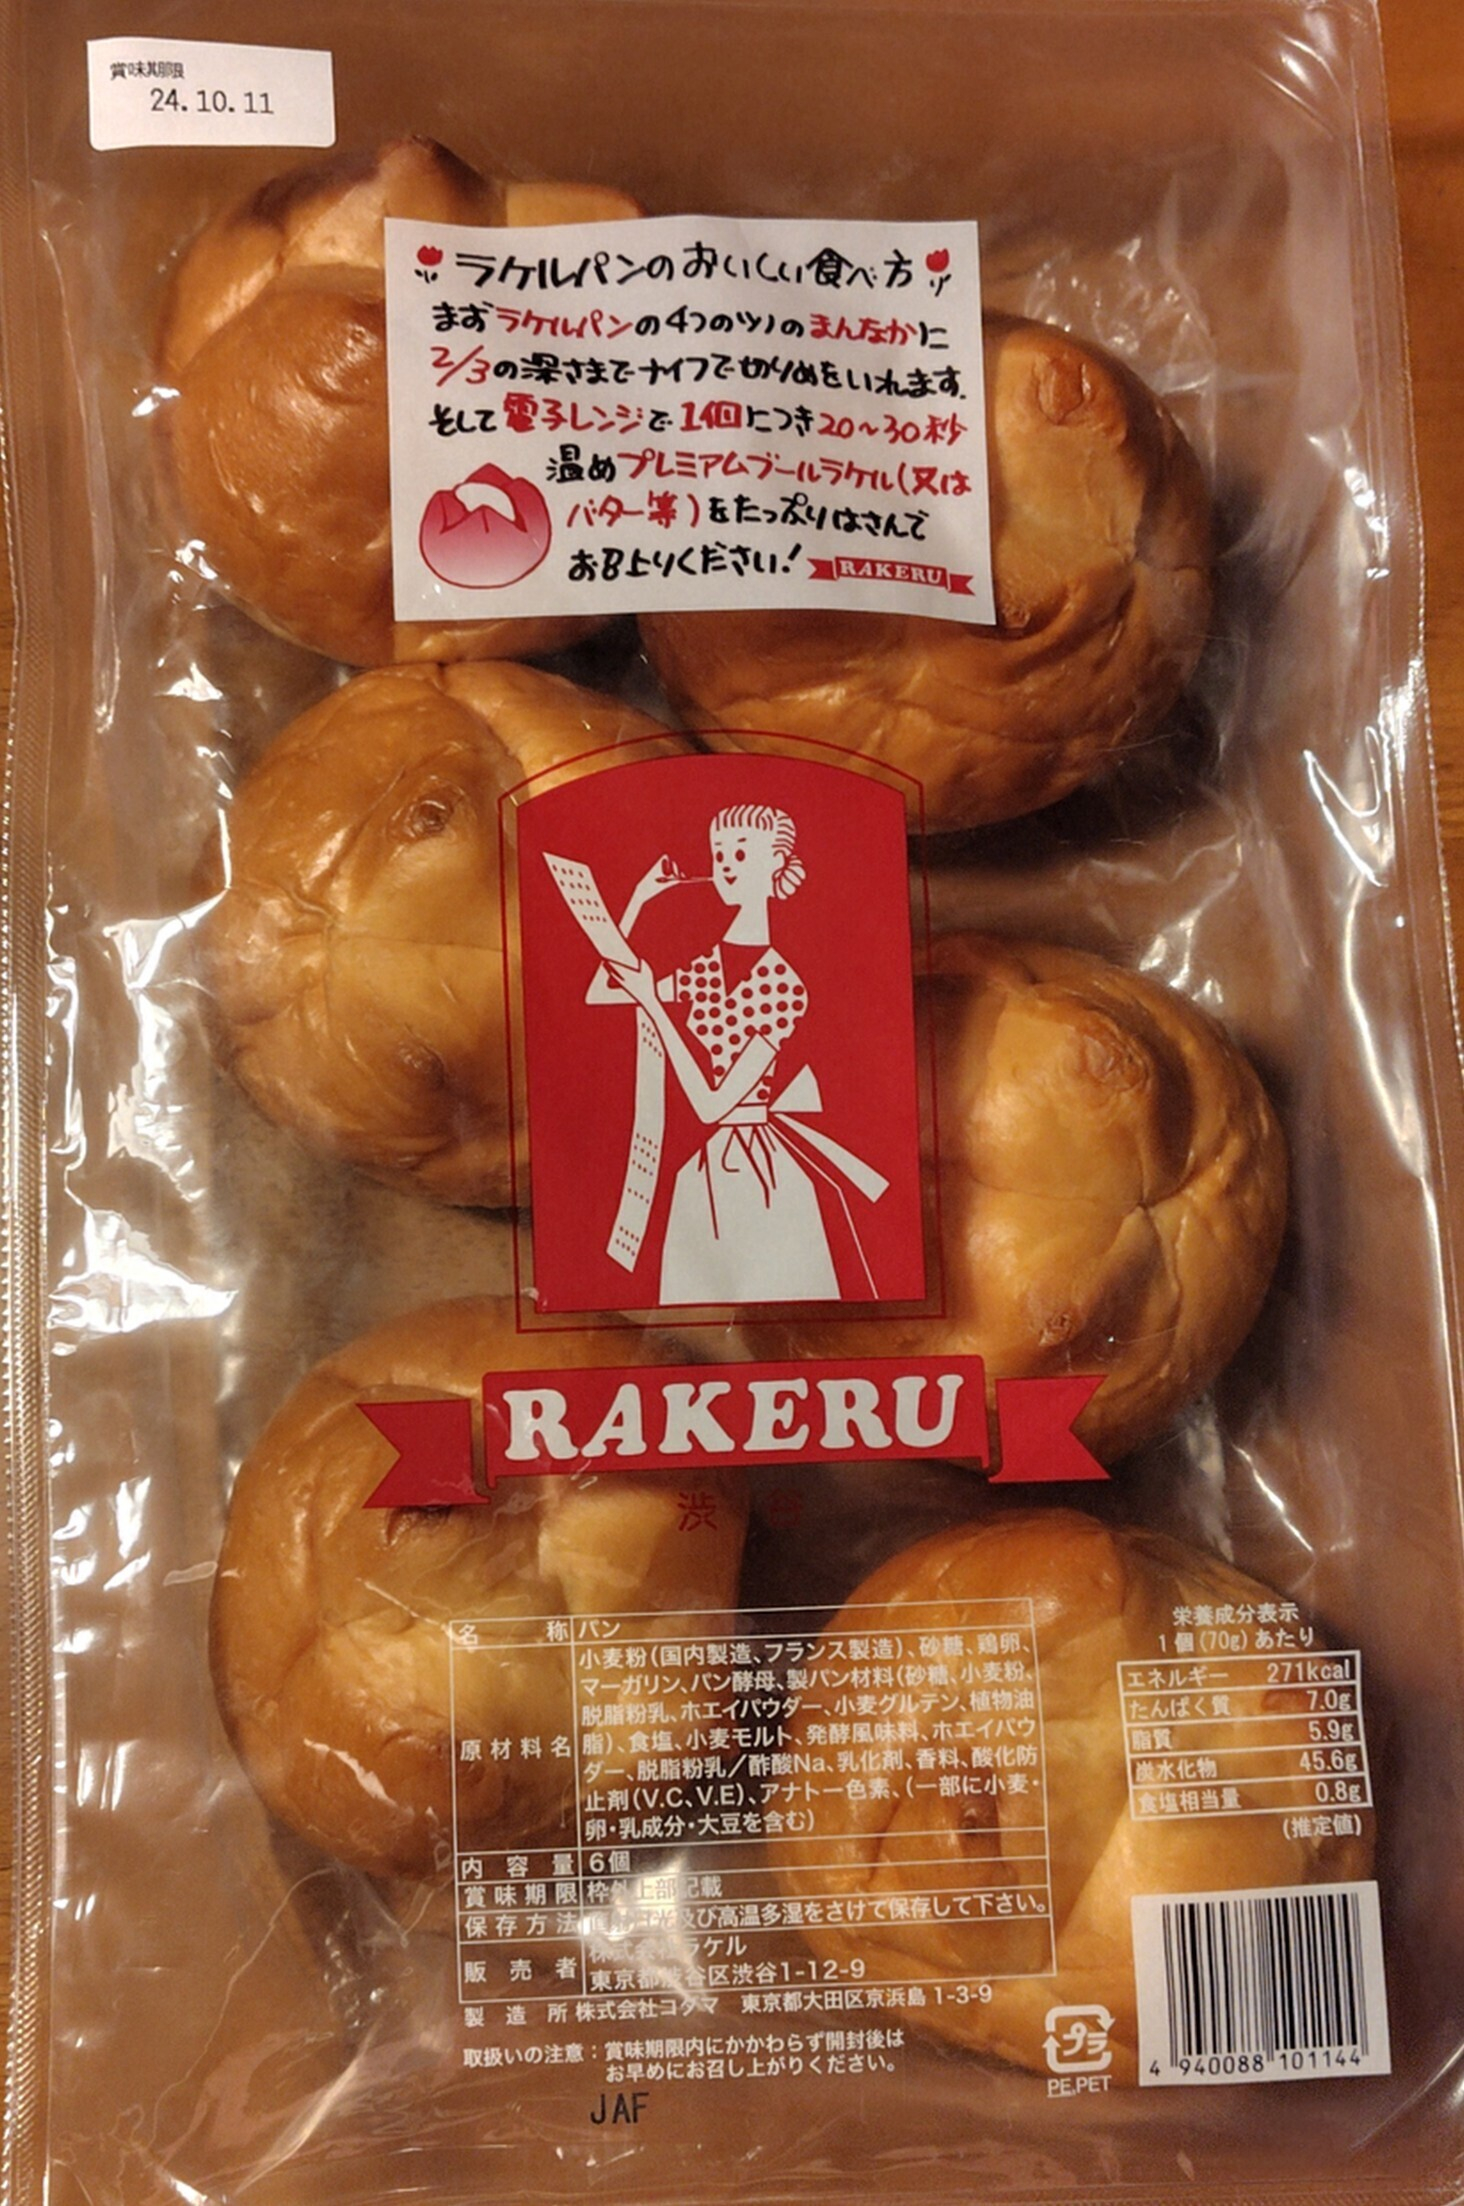 賞味期限
24.10.11
ラケルパンのおいしい食べ方
まずラケルパンの4つのツノのまんなかに
2/3の深さまでナイフで切りめをいれます。
そして電子レンジで1個につき20~30秒
温めプレミアムブールラケル(又は
バター等)をたっぷりはさんで
お召上りください!
RAKERU
RAKERU
渋谷
名称 パン
原材料名 小麦粉(国内製造、フランス製造)、砂糖、鶏卵、
マーガリン、パン酵母、製パン材料(砂糖、小麦粉、
脱脂粉乳、ホエイパウダー、小麦グルテン、植物油
脂)、食塩、小麦モルト、発酵風味料、ホエイパウ
ダー、脱脂粉乳/酢酸Na、乳化剤、香料、酸化防
止剤(V.C、V.E)、アナトー色素、(一部に小麦・
卵・乳成分・大豆を含む)
内容量 6個
賞味期限 枠外上部記載
保存方法 直射日光及び高温多湿をさけて保存して下さい。
販売者 株式会社ラケル
東京都渋谷区渋谷1-12-9
製造所 株式会社コダマ 東京都大田区京浜島1-3-9
取扱いの注意:賞味期限内にかかわらず開封後は
お早めにお召し上がりください。
JAF
栄養成分表示
1個(70g)あたり
エネルギー 271kcal
たんぱく質 7.0g
脂質 5.9g
炭水化物 45.6g
食塩相当量 0.8g
(推定値)
プラ
PE,PET
4 940088 101144